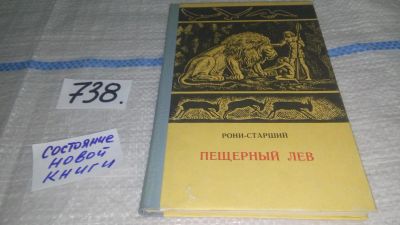 738.
СОСТОЯНИЕ
НОВОЙ
КНИГИ
РОНИ-СТАРШИЙ
ПЕЩЕРНЫЙ ЛЕВ